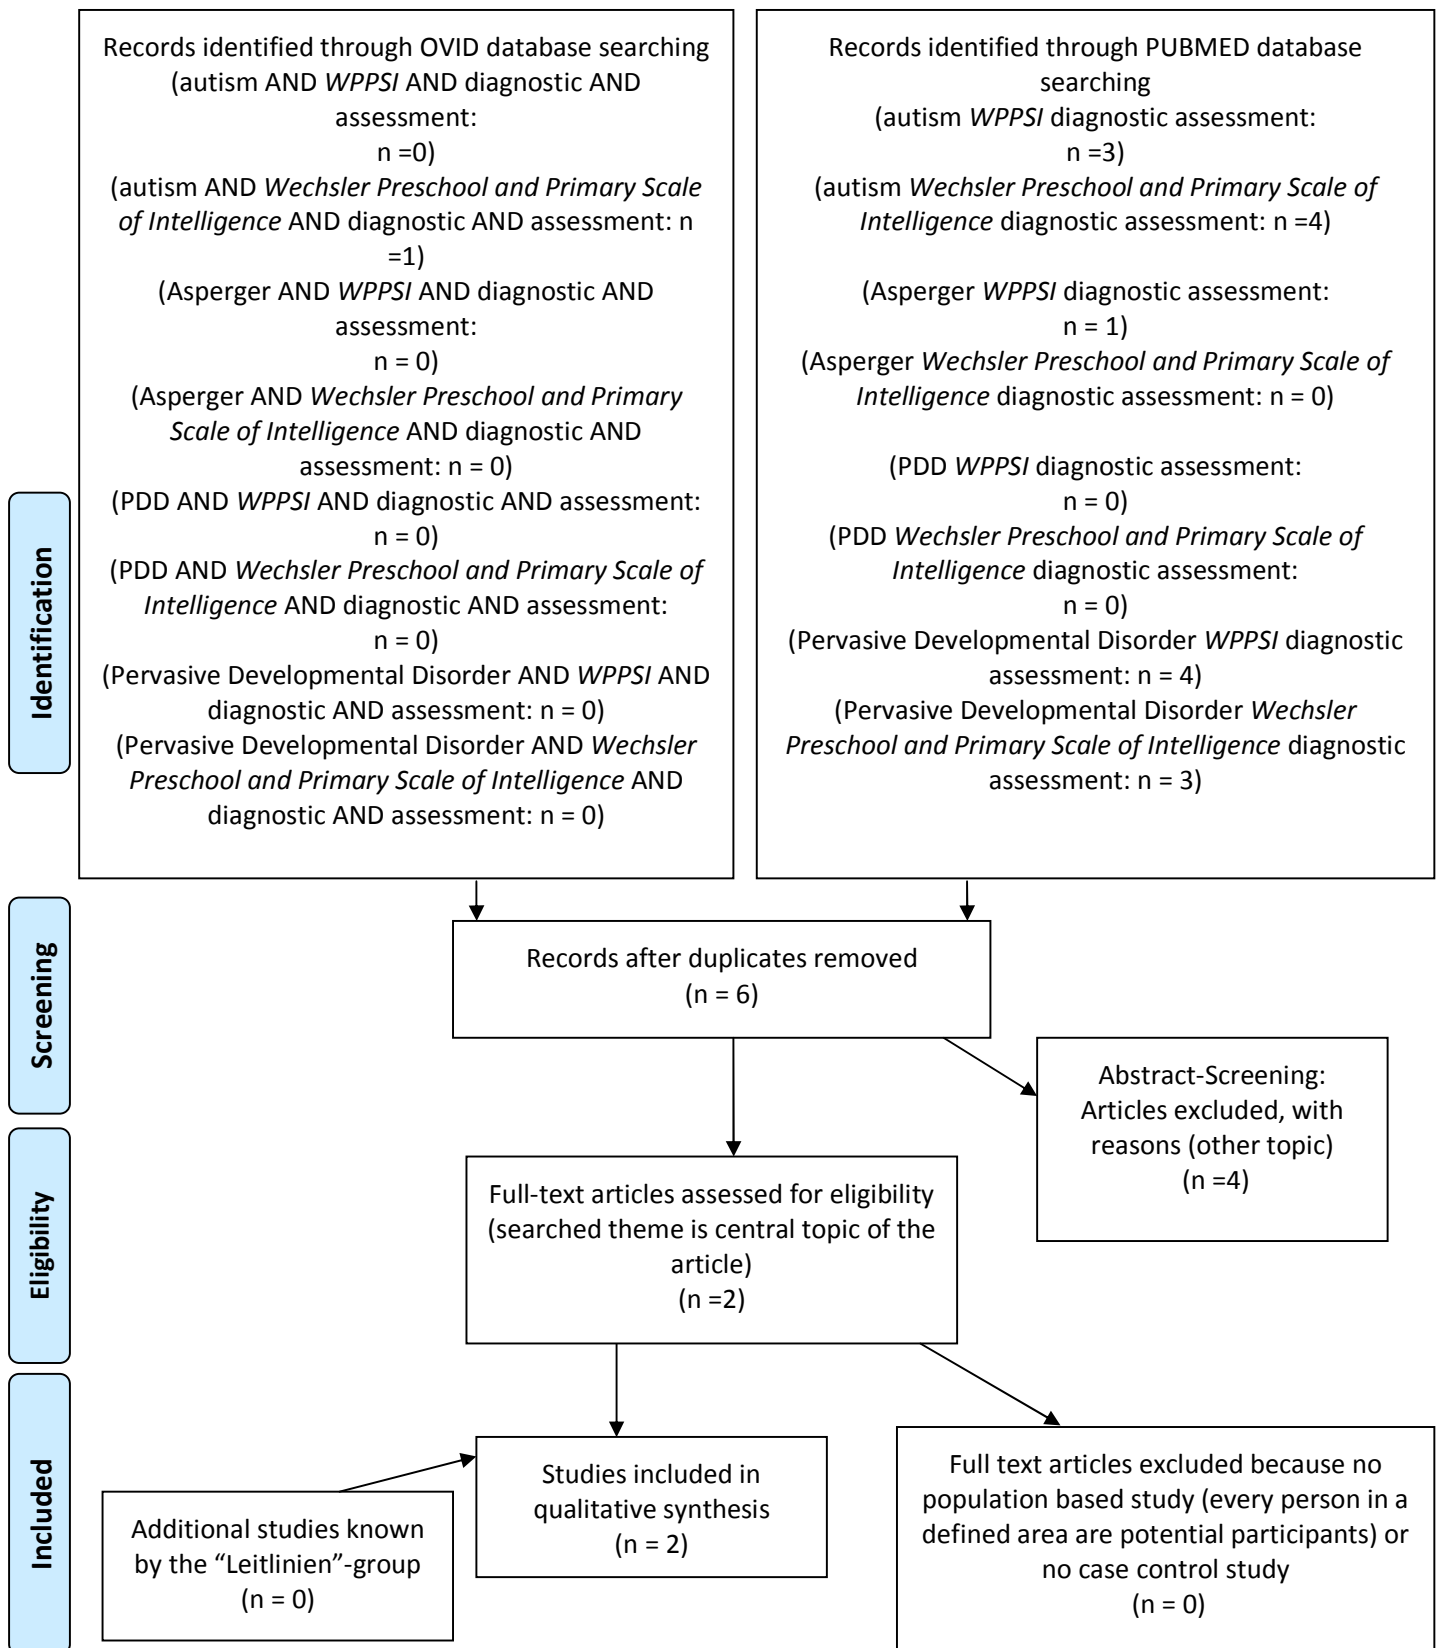 Records identified through OVID database searching
(autism AND WPPSI AND diagnostic AND
assessment:
n =0)
(autism AND Wechsler Preschool and Primary Scale
of Intelligence AND diagnostic AND assessment: n
=1)
(Asperger AND WPPSI AND diagnostic AND
assessment:
n = 0)
(Asperger AND Wechsler Preschool and Primary
Scale of Intelligence AND diagnostic AND
assessment: n = 0)
(PDD AND WPPSI AND diagnostic AND assessment:
n = 0)
(PDD AND Wechsler Preschool and Primary Scale of
Intelligence AND diagnostic AND assessment:
n = 0)
(Pervasive Developmental Disorder AND WPPSI AND
diagnostic AND assessment: n = 0)
(Pervasive Developmental Disorder AND Wechsler
Preschool and Primary Scale of Intelligence AND
diagnostic AND assessment: n = 0)
Records identified through PUBMED database
searching
(autism WPPSI diagnostic assessment:
n =3)
(autism Wechsler Preschool and Primary Scale of
Intelligence diagnostic assessment: n =4)
(Asperger WPPSI diagnostic assessment:
n = 1)
(Asperger Wechsler Preschool and Primary Scale of
Intelligence diagnostic assessment: n = 0)
(PDD WPPSI diagnostic assessment:
n = 0)
(PDD Wechsler Preschool and Primary Scale of
Intelligence diagnostic assessment:
n = 0)
(Pervasive Developmental Disorder WPPSI diagnostic
assessment: n = 4)
(Pervasive Developmental Disorder Wechsler
Preschool and Primary Scale of Intelligence diagnostic
assessment: n = 3)
Identification
Screening
Records after duplicates removed
(n = 6)
Abstract-Screening:
Articles excluded, with
reasons (other topic)
(n =4)
Eligibility
Full-text articles assessed for eligibility
(searched theme is central topic of the
article)
(n =2)
Included
Additional studies known
by the “Leitlinien”-group
(n = 0)
Studies included in
qualitative synthesis
(n = 2)
Full text articles excluded because no
population based study (every person in a
defined area are potential participants) or
no case control study
(n = 0)